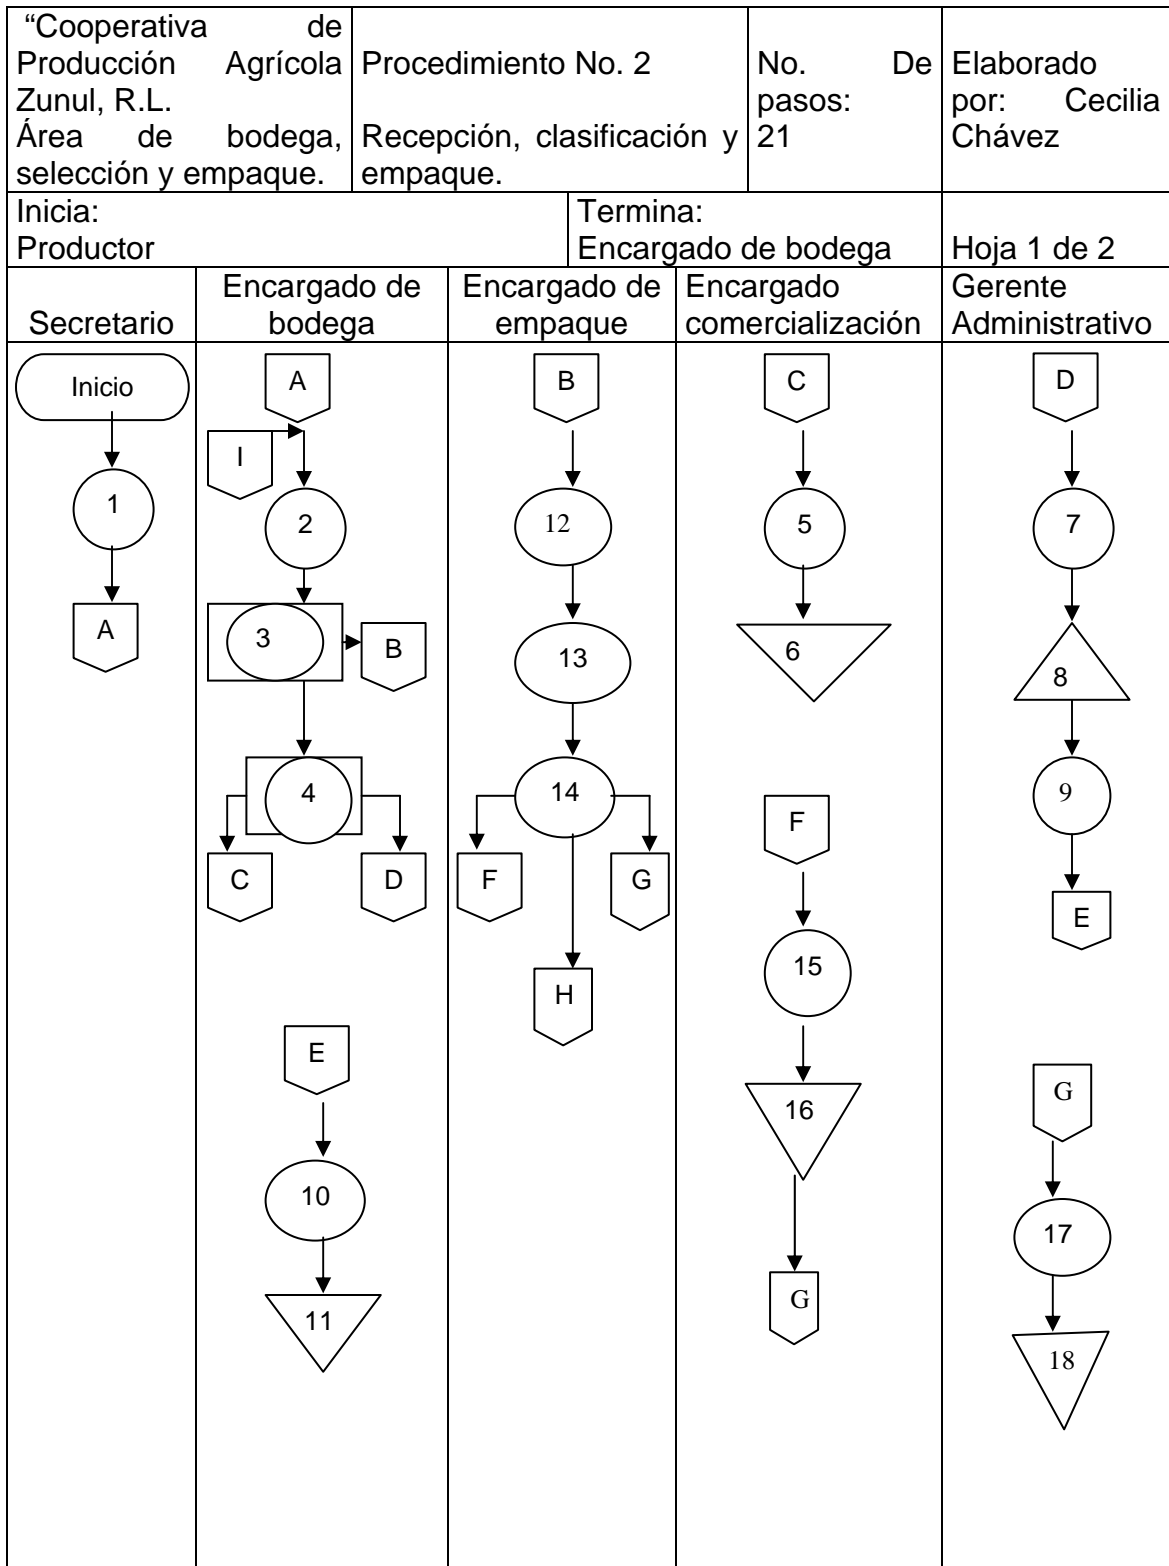 “Cooperativa de
Producción Agrícola
Zunul, R.L.
Área de bodega,
selección y empaque.
Procedimiento No. 2
Recepción, clasificación y
empaque.
No. De
pasos:
21
Elaborado
por: Cecilia
Chávez
Inicia:
Productor
Termina:
Encargado de bodega
Hoja 1 de 2
Secretario
Encargado de
bodega
Encargado de
empaque
Encargado
comercialización
Gerente
Administrativo
Inicio
1
A
A
I
2
3
B
4
C
D
E
10
11
B
12
13
14
F
G
H
C
5
6
F
15
16
G
D
7
8
9
E
G
17
18